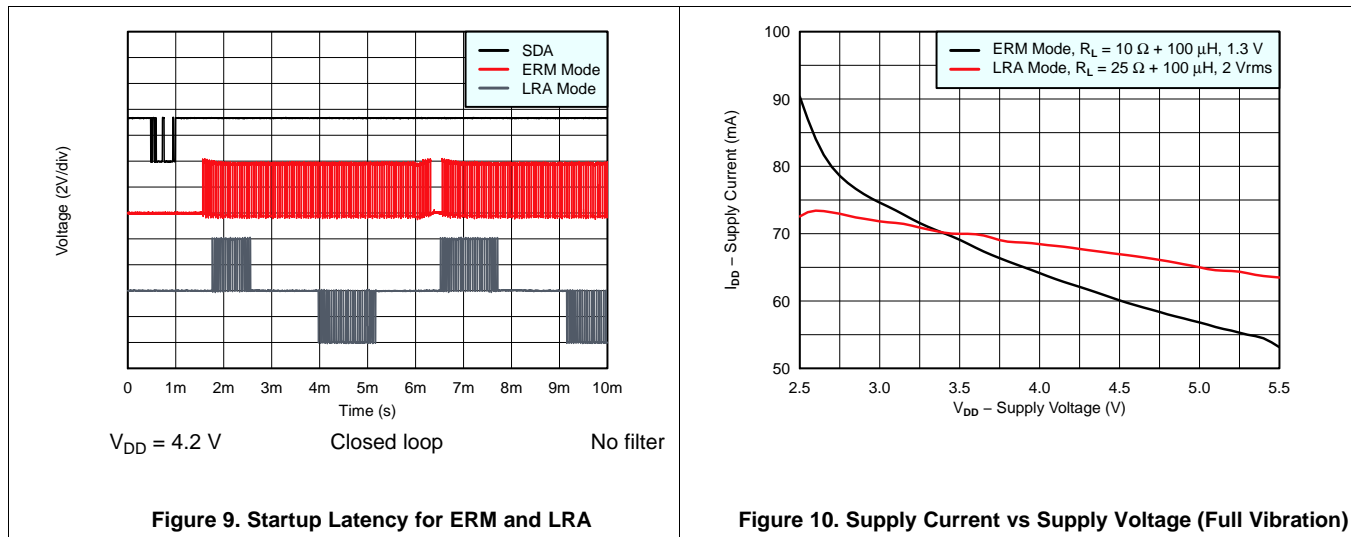 SDA
ERM Mode
LRA Mode
Voltage (2V/div)
0 1m 2m 3m 4m 5m 6m 7m 8m 9m 10m
Time (s)
VDD = 4.2 V Closed loop No filter
Figure 9. Startup Latency for ERM and LRA
ERM Mode, RL = 10 Ω + 100 μH, 1.3 V
LRA Mode, RL = 25 Ω + 100 μH, 2 Vrms
100
90
80
70
60
50
IDD – Supply Current (mA)
2.5 3.0 3.5 4.0 4.5 5.0 5.5
VDD – Supply Voltage (V)
Figure 10. Supply Current vs Supply Voltage (Full Vibration)